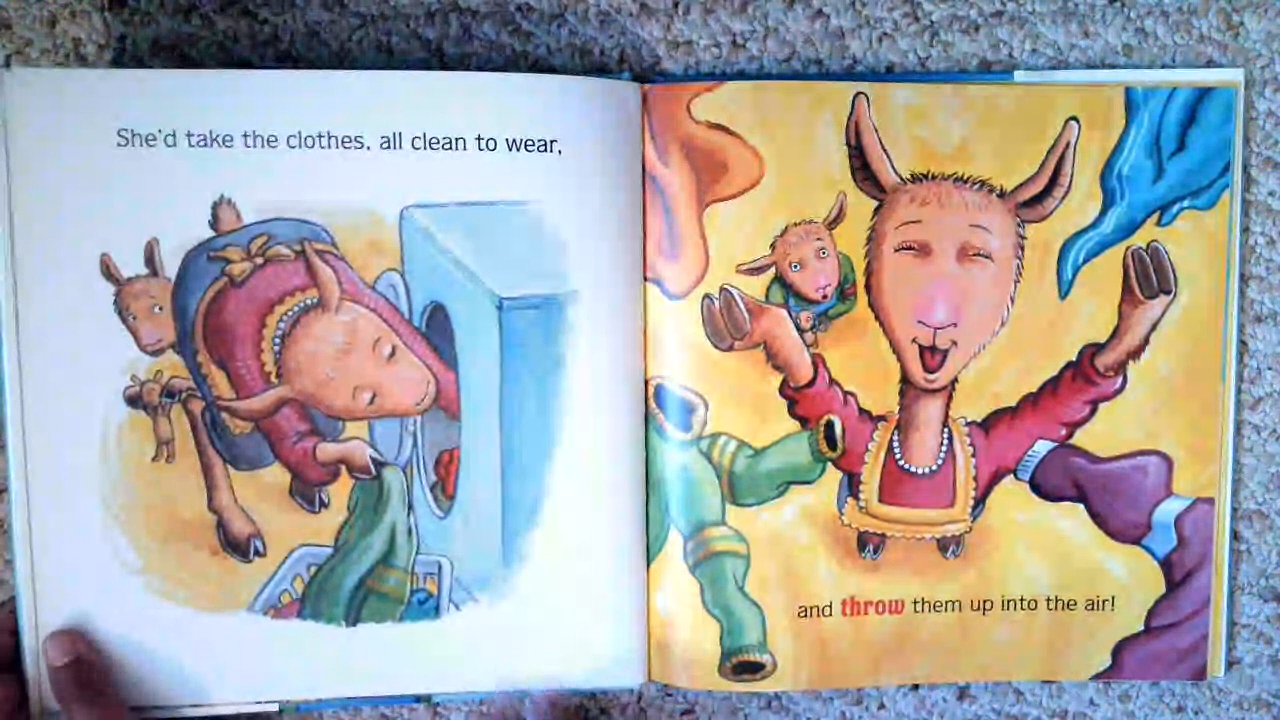 She'd take the clothes, all clean to wear,
and throw them up into the air!